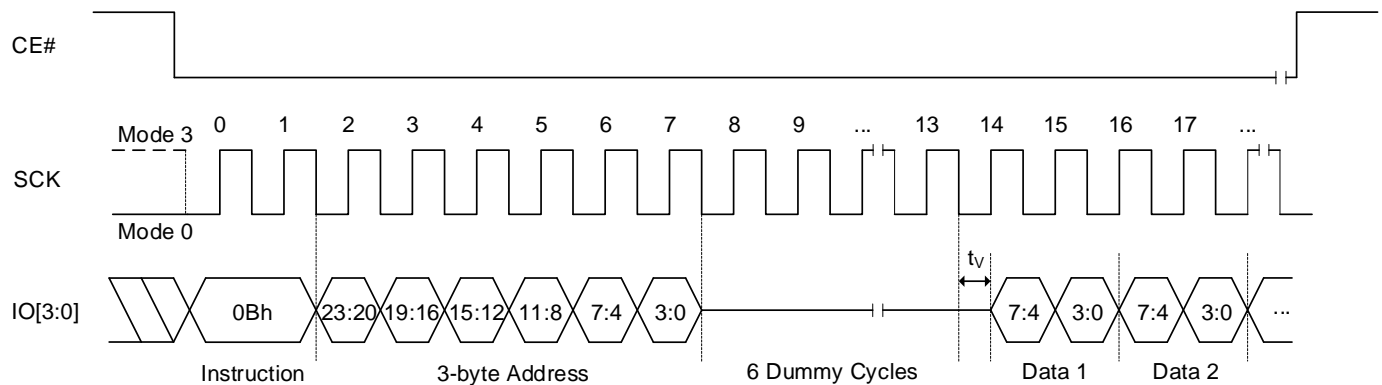 CE#
Mode 3 0 1 2 3 4 5 6 7 8 9 ... 13 14 15 16 17 ...
SCK
Mode 0
tV
IO[3:0] 0Bh 23:20 19:16 15:12 11:8 7:4 3:0 7:4 3:0 7:4 3:0 ...
Instruction 3-byte Address 6 Dummy Cycles Data 1 Data 2